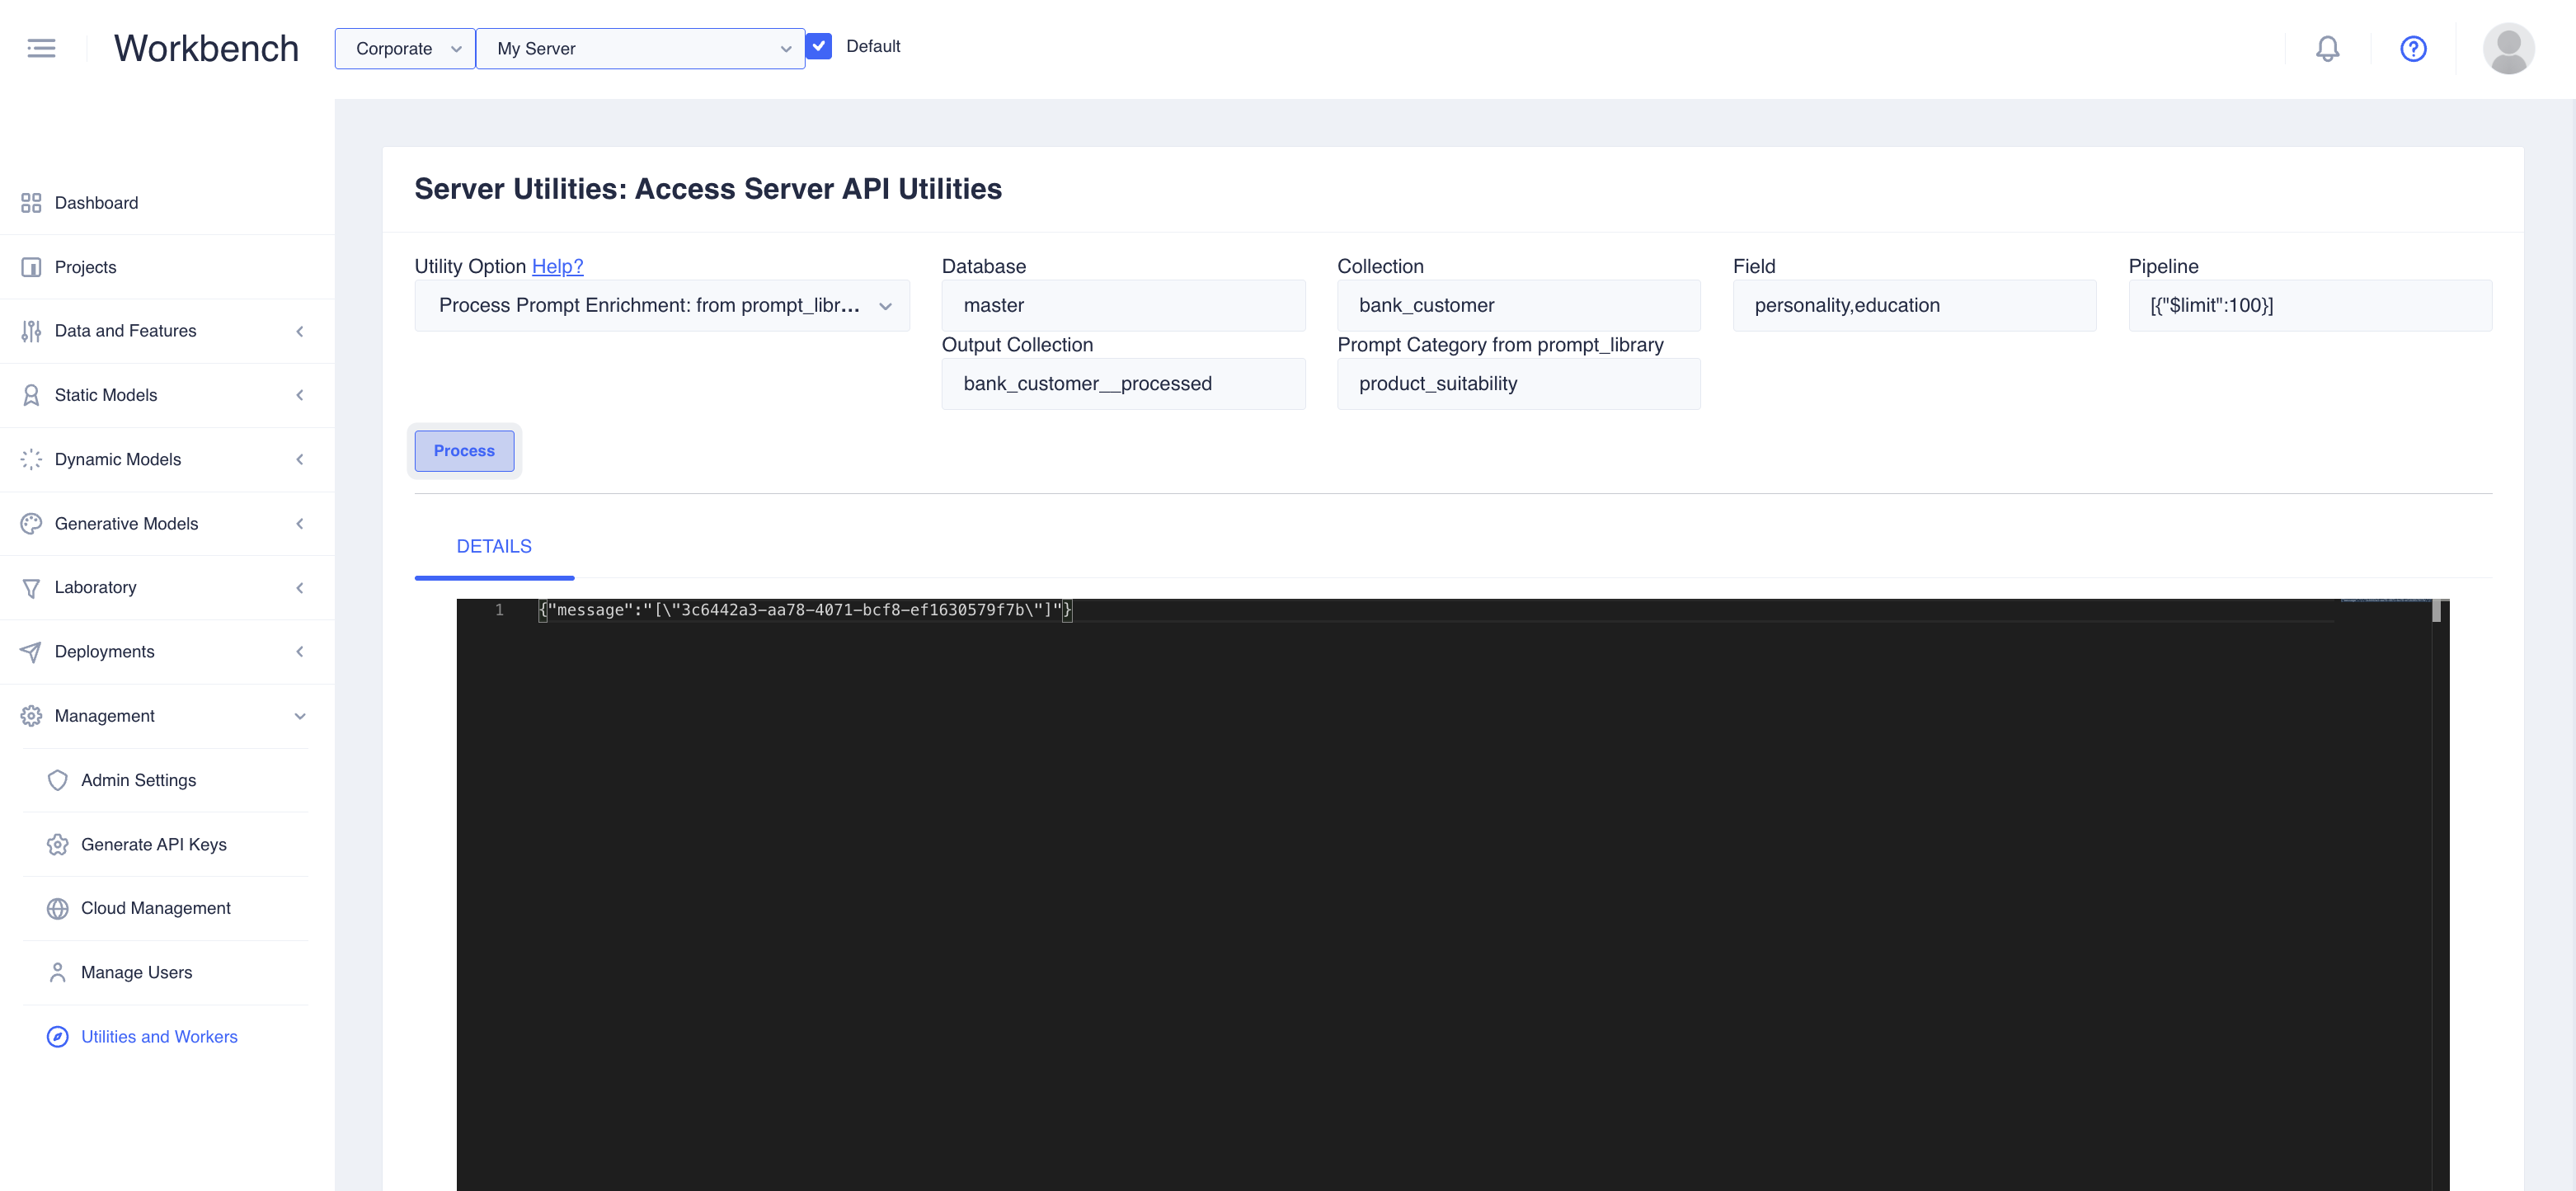 Workbench
Corporate
My Server
Default
Dashboard
Projects
Data and Features
Static Models
Dynamic Models
Generative Models
Laboratory
Deployments
Management
Admin Settings
Generate API Keys
Cloud Management
Manage Users
Utilities and Workers
Server Utilities: Access Server API Utilities
Utility Option Help?
Process Prompt Enrichment: from prompt_libr...
Database
master
Collection
bank_customer
Field
personality,education
Pipeline
[{"$limit":100}]
Output Collection
bank_customer__processed
Prompt Category from prompt_library
product_suitability
Process
DETAILS
1 {"message":"[\"3c6442a3-aa78-4071-bcf8-ef1630579f7b\"]"}